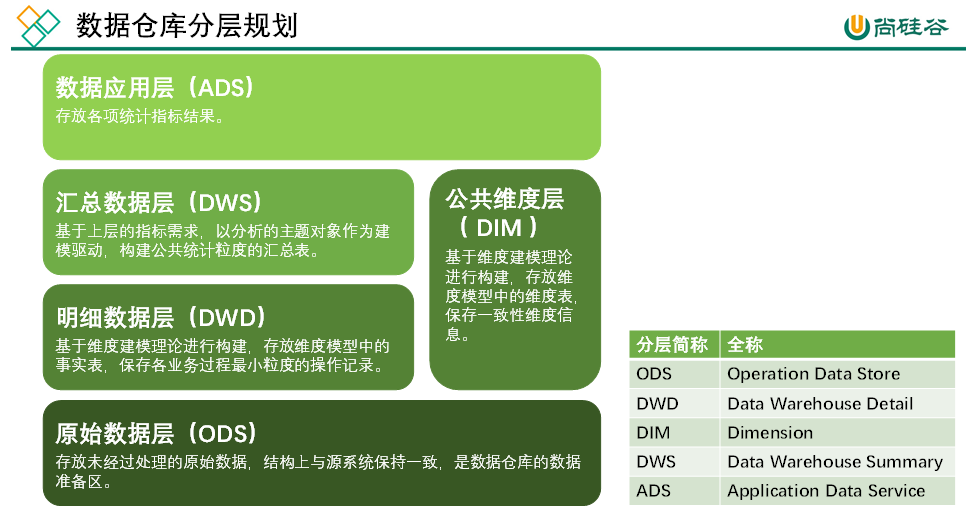 数据仓库分层规划
尚硅谷
数据应用层（ADS）
存放各项统计指标结果。
汇总数据层（DWS）
基于上层的指标需求，以分析的主题对象作为建
模驱动，构建公共统计粒度的汇总表。
公共维度层
（ DIM ）
基于维度建模理论
进行构建，存放维
度模型中的维度表，
保存一致性维度信
息。
明细数据层（DWD）
基于维度建模理论进行构建，存放维度模型中的
事实表，保存各业务过程最小粒度的操作记录。
原始数据层（ODS）
存放未经过处理的原始数据，结构上与源系统保持一致，是数据仓库的数据
准备区。
分层简称 全称
ODS Operation Data Store
DWD Data Warehouse Detail
DIM Dimension
DWS Data Warehouse Summary
ADS Application Data Service